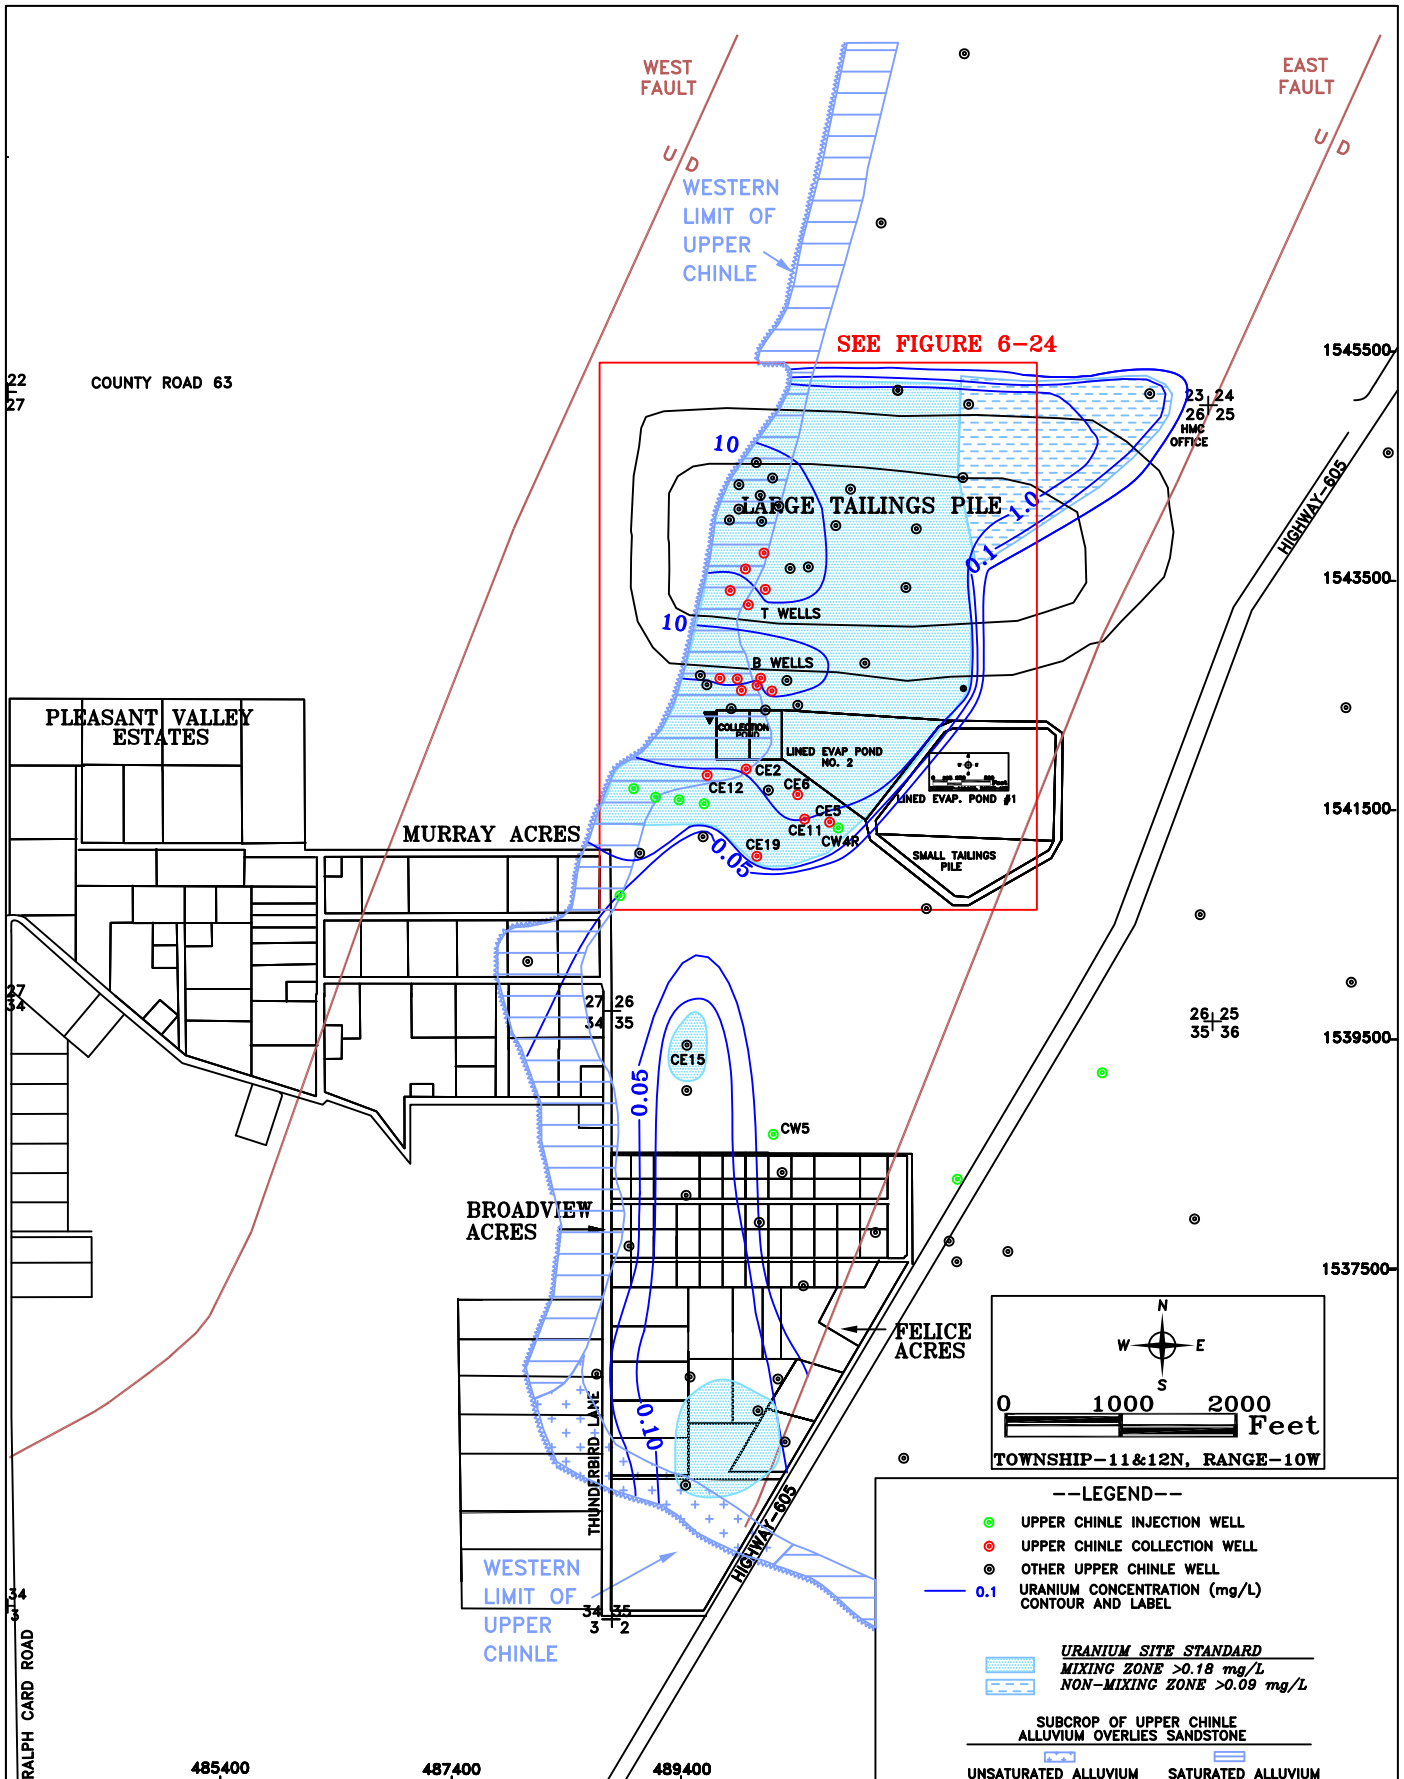 WEST
FAULT
EAST
FAULT
U D
U D
WESTERN
LIMIT OF
UPPER
CHINLE
SEE FIGURE 6-24
1545500
22
27
COUNTY ROAD 63
23 24
26 25
HMC
OFFICE
10
LARGE TAILINGS PILE
1.0
0.1
HIGHWAY-605
1543500
T WELLS
10
B WELLS
PLEASANT VALLEY
ESTATES
COLLECTION
POND
LINED EVAP POND
NO. 2
CE2
CE12
CE6
LINED EVAP. POND #1
Feet
1541500
CE5
CE11
CW4R
MURRAY ACRES
CE19
0.05
SMALL TAILINGS
PILE
27
34
27 26
34 35
26 25
35 36
1539500
CE15
0.05
CW5
BROADVIEW
ACRES
1537500
FELICE
ACRES
N
W E
S
0 1000 2000
Feet
TOWNSHIP-11&12N, RANGE-10W
THUNDERBIRD LANE
0.10
HIGHWAY-605
WESTERN
LIMIT OF
UPPER
CHINLE
34
3
34 35
3 2
RALPH CARD ROAD
--LEGEND--
UPPER CHINLE INJECTION WELL
UPPER CHINLE COLLECTION WELL
OTHER UPPER CHINLE WELL
0.1 URANIUM CONCENTRATION (mg/L)
CONTOUR AND LABEL
URANIUM SITE STANDARD
MIXING ZONE >0.18 mg/L
NON-MIXING ZONE >0.09 mg/L
SUBCROP OF UPPER CHINLE
ALLUVIUM OVERLIES SANDSTONE
UNSATURATED ALLUVIUM SATURATED ALLUVIUM
485400
487400
489400